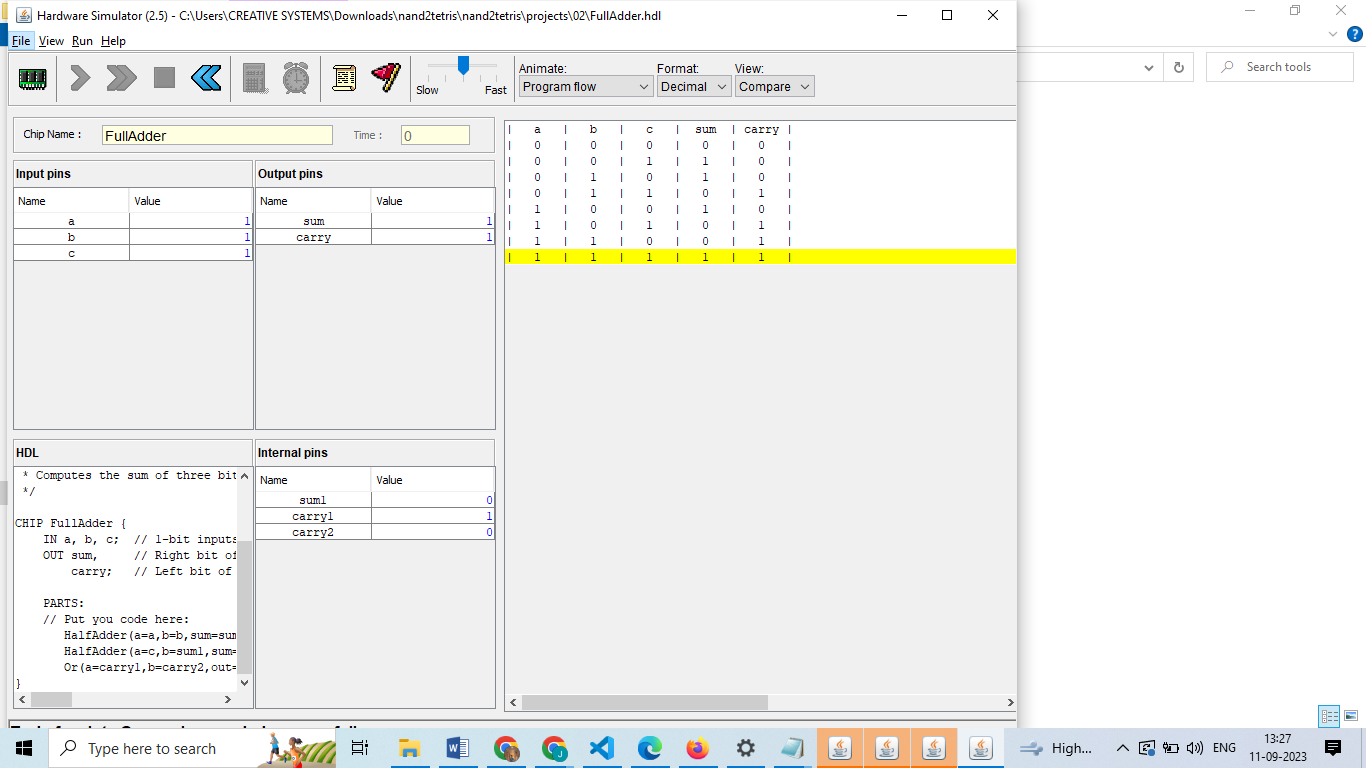 Hardware Simulator (2.5) - C:\Users\CREATIVE SYSTEMS\Downloads\nand2tetris\nand2tetris\projects\02\FullAdder.hdl
File View Run Help
Slow Fast
Animate: Format: View:
Program flow Decimal Compare
Search tools
Chip Name : FullAdder Time : 0
Input pins
Name Value
a 1
b 1
c 1
Output pins
Name Value
sum 1
carry 1
HDL
* Computes the sum of three bit
*/
CHIP FullAdder {
IN a, b, c; // 1-bit inputs
OUT sum, // Right bit of
carry; // Left bit of
PARTS:
// Put you code here:
HalfAdder(a=a,b=b,sum=sum
HalfAdder(a=c,b=sum1,sum=
Or(a=carry1,b=carry2,out=
}
Internal pins
Name Value
sum1 0
carry1 1
carry2 0
| a | b | c | sum | carry |
| 0 | 0 | 0 | 0 | 0 |
| 0 | 0 | 1 | 1 | 0 |
| 0 | 1 | 0 | 1 | 0 |
| 0 | 1 | 1 | 0 | 1 |
| 1 | 0 | 0 | 1 | 0 |
| 1 | 0 | 1 | 0 | 1 |
| 1 | 1 | 0 | 0 | 1 |
| 1 | 1 | 1 | 1 | 1 |
Type here to search
High... ENG 13:27
11-09-2023